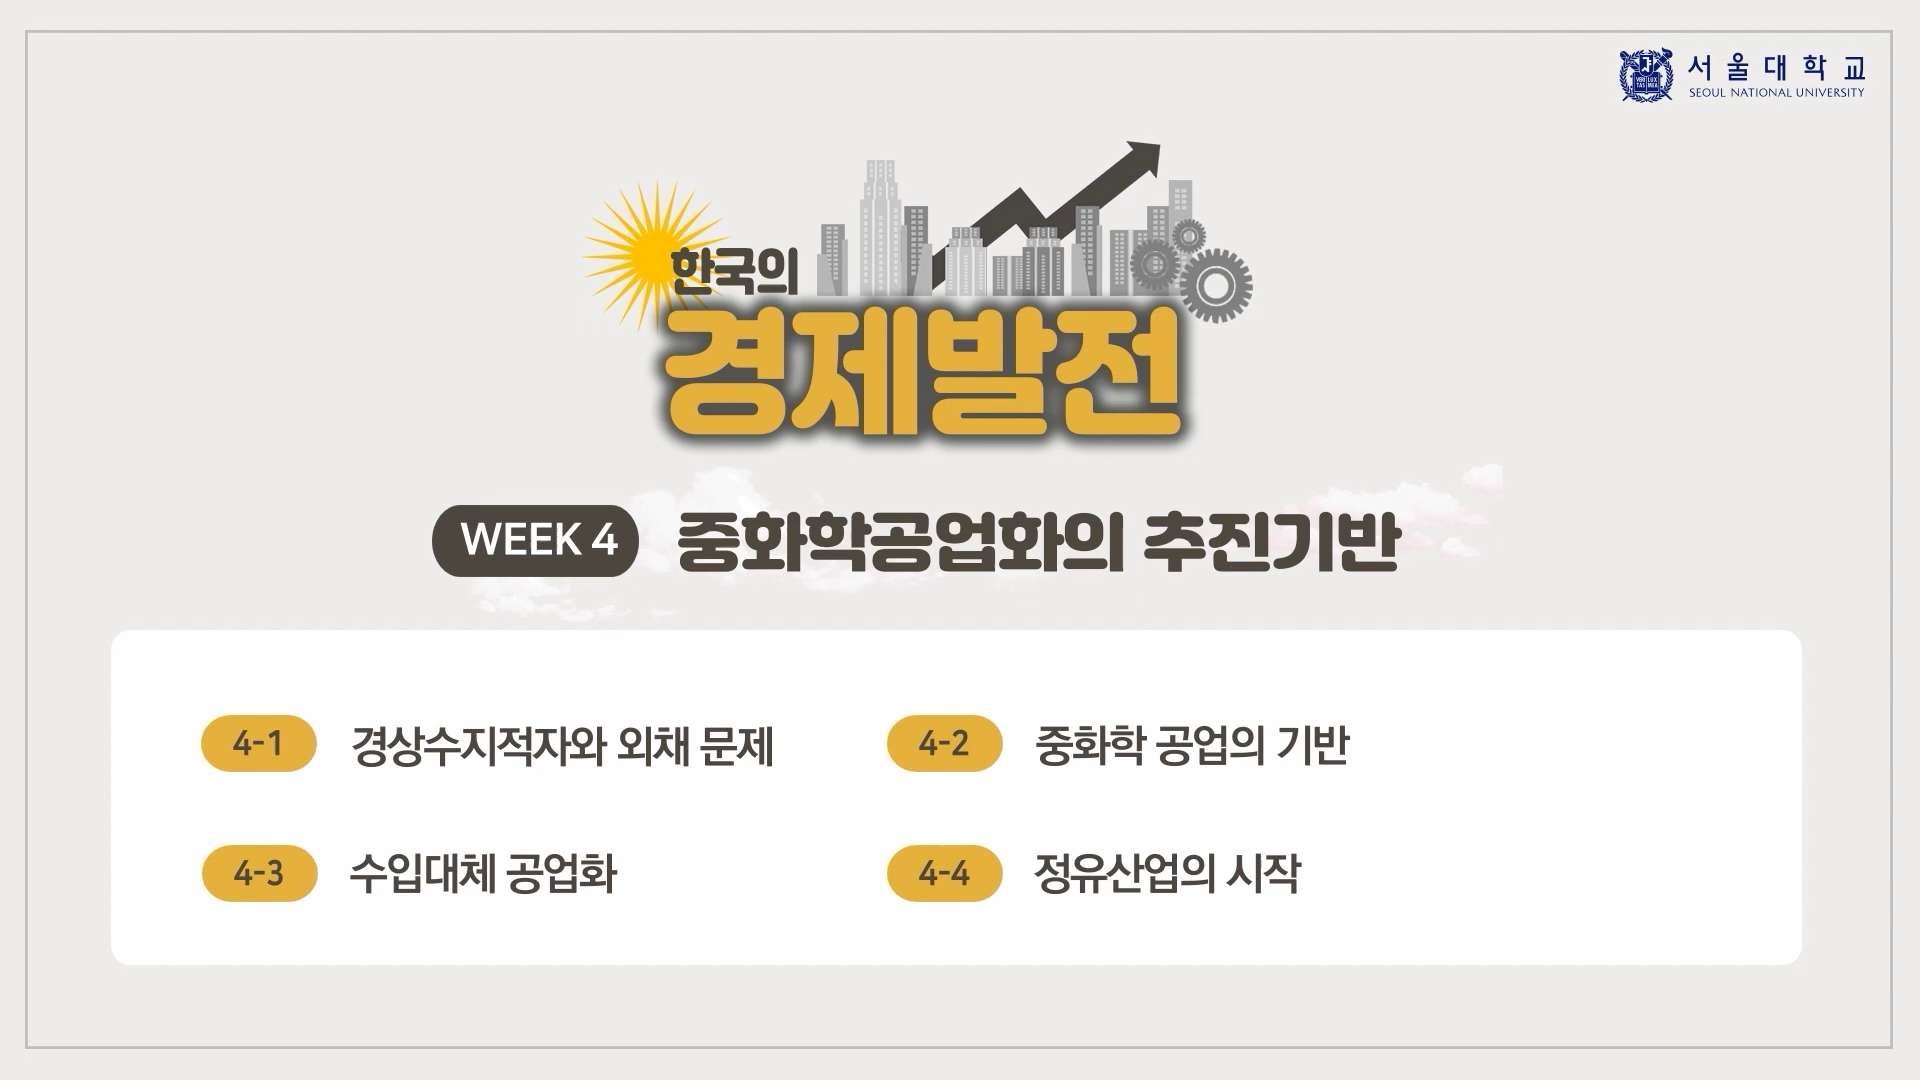 서울대학교
SEOUL NATIONAL UNIVERSITY
한국의
경제발전
WEEK 4 중화학공업화의 추진기반
4-1 경상수지적자와 외채 문제
4-2 중화학 공업의 기반
4-3 수입대체 공업화
4-4 정유산업의 시작